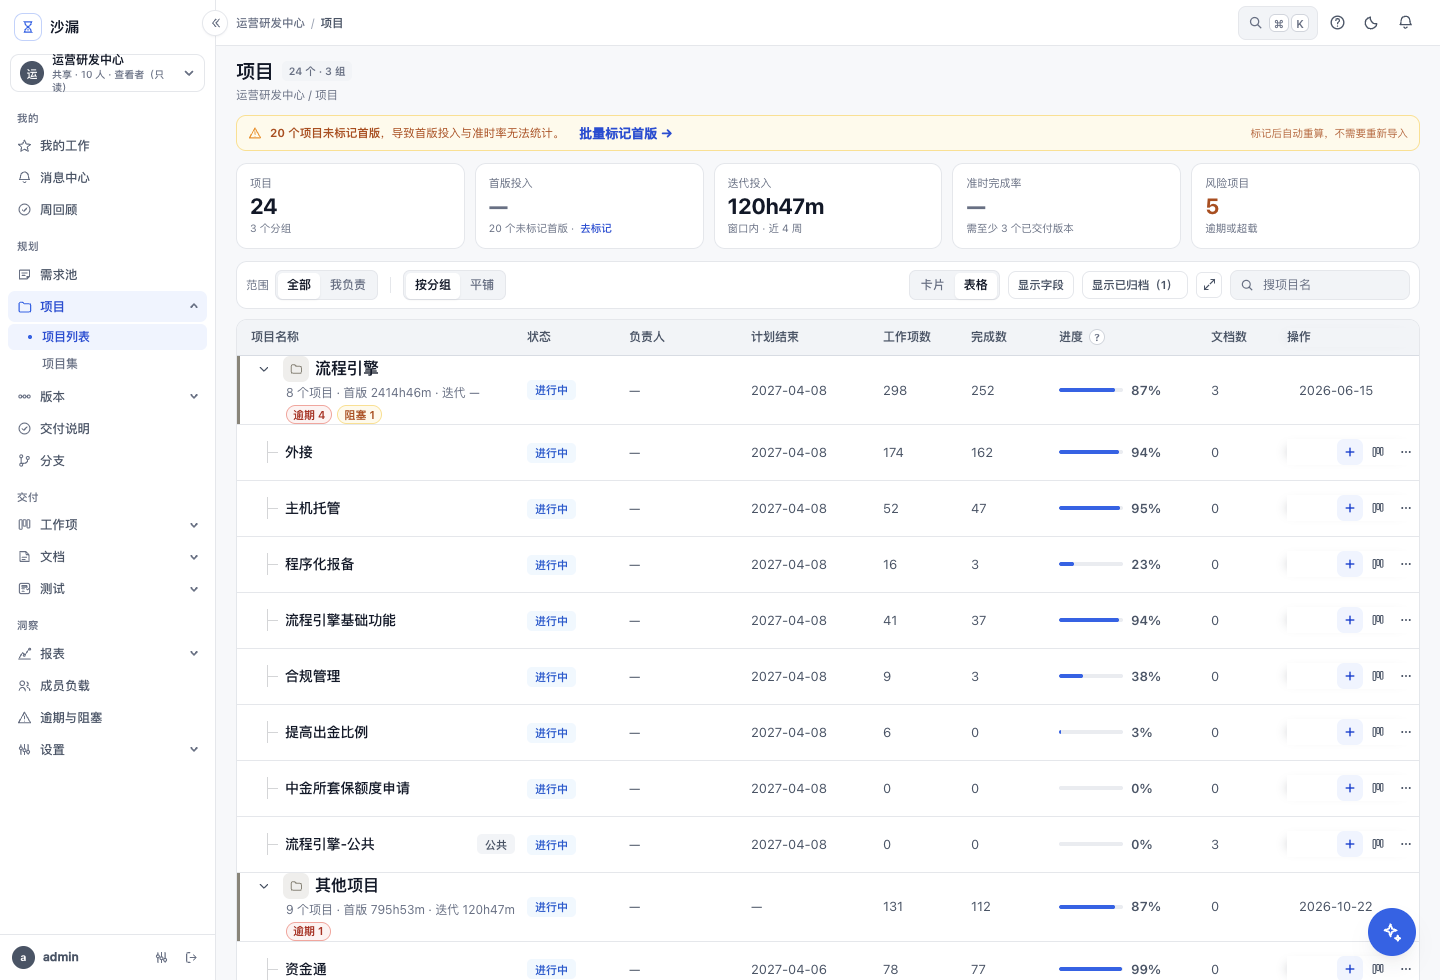 沙漏
运 运营研发中心
共享 · 10 人 · 查看者（只
读）
我的
我的工作
消息中心
周回顾
规划
需求池
项目
项目列表
项目集
版本
交付说明
分支
交付
工作项
文档
测试
洞察
报表
成员负载
逾期与阻塞
设置
a admin
运营研发中心 / 项目
⌘ K
项目 24 个 · 3 组
运营研发中心 / 项目
20 个项目未标记首版，导致首版投入与准时率无法统计。 批量标记首版 → 标记后自动重算，不需要重新导入
项目
24
3 个分组
首版投入
—
20 个未标记首版 · 去标记
迭代投入
120h47m
窗口内 · 近 4 周
准时完成率
—
需至少 3 个已交付版本
风险项目
5
逾期或超载
范围 全部 我负责 按分组 平铺 卡片 表格 显示字段 显示已归档（1） 搜项目名
项目名称 状态 负责人 计划结束 工作项数 完成数 进度 ? 文档数 操作
流程引擎
8 个项目 · 首版 2414h46m · 迭代 —
逾期 4 阻塞 1
进行中 — 2027-04-08 298 252 87% 3 2026-06-15
外接 进行中 — 2027-04-08 174 162 94% 0 + ···
主机托管 进行中 — 2027-04-08 52 47 95% 0 + ···
程序化报备 进行中 — 2027-04-08 16 3 23% 0 + ···
流程引擎基础功能 进行中 — 2027-04-08 41 37 94% 0 + ···
合规管理 进行中 — 2027-04-08 9 3 38% 0 + ···
提高出金比例 进行中 — 2027-04-08 6 0 3% 0 + ···
中金所套保额度申请 进行中 — 2027-04-08 0 0 0% 0 + ···
流程引擎-公共 公共 进行中 — 2027-04-08 0 0 0% 3 + ···
其他项目
9 个项目 · 首版 795h53m · 迭代 120h47m
逾期 1
进行中 — — 131 112 87% 0 2026-10-22
资金通 进行中 — 2027-04-06 78 77 99% 0 + ···